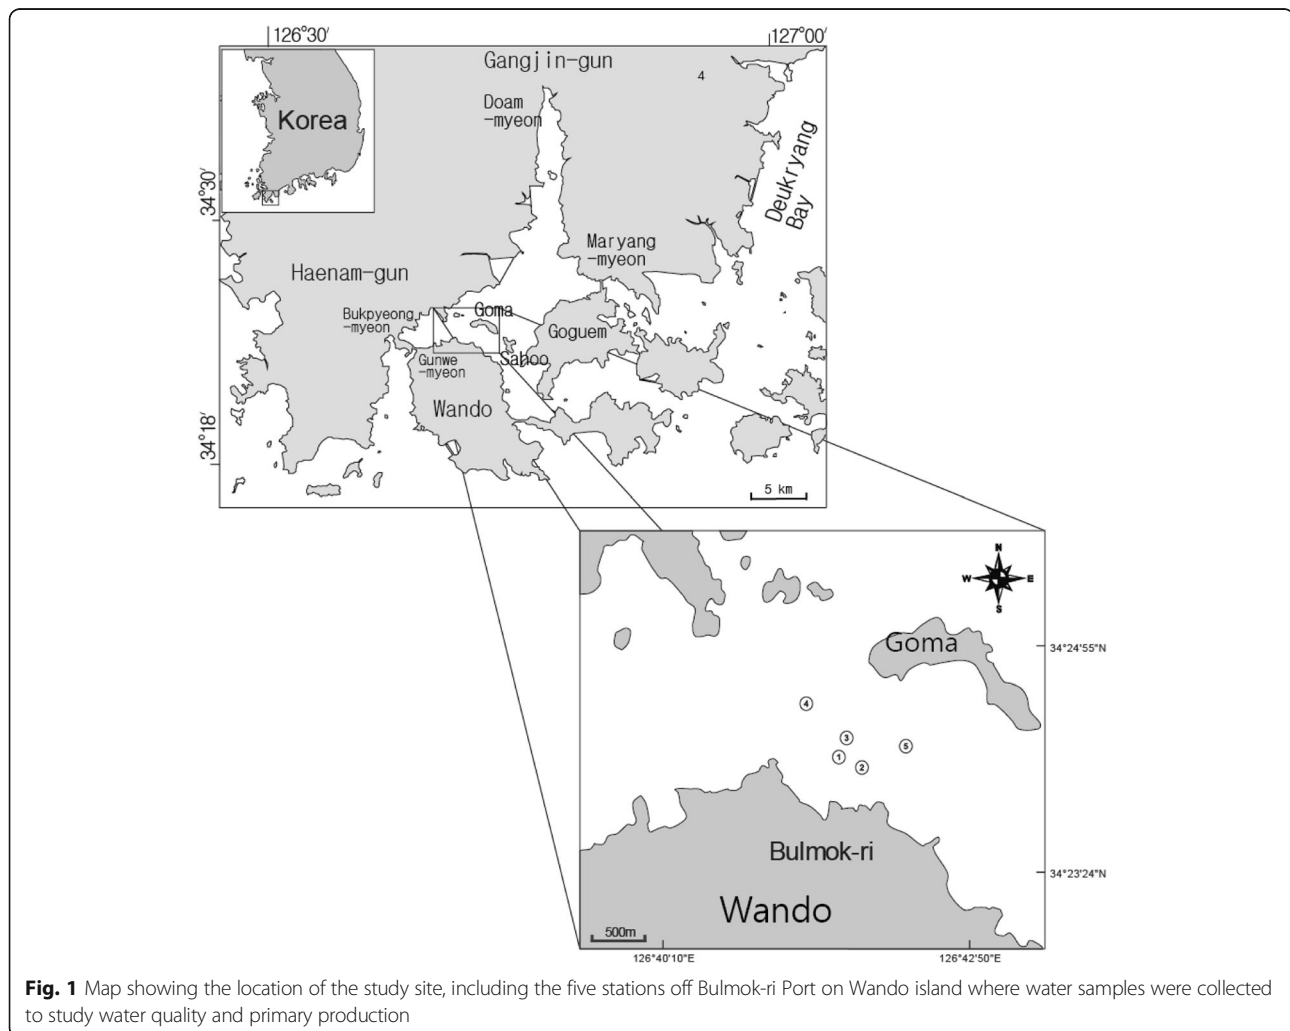 126°30′
127°00′
Gangjin-gun
4
Doam
-myeon
Korea
Deukryang
Bay
34°30′
Maryang
-myeon
Haenam-gun
Bukpyeong
-myeon
Goma
Goguem
Gunwe
-myeon
Sahoo
Wando
34°18′
5 km
N
W
E
S
Goma
34°24'55"N
4
3
5
1
2
Bulmok-ri
34°23'24"N
Wando
500m
126°40'10"E
126°42'50"E
Fig. 1 Map showing the location of the study site, including the five stations off Bulmok-ri Port on Wando island where water samples were collected
to study water quality and primary production